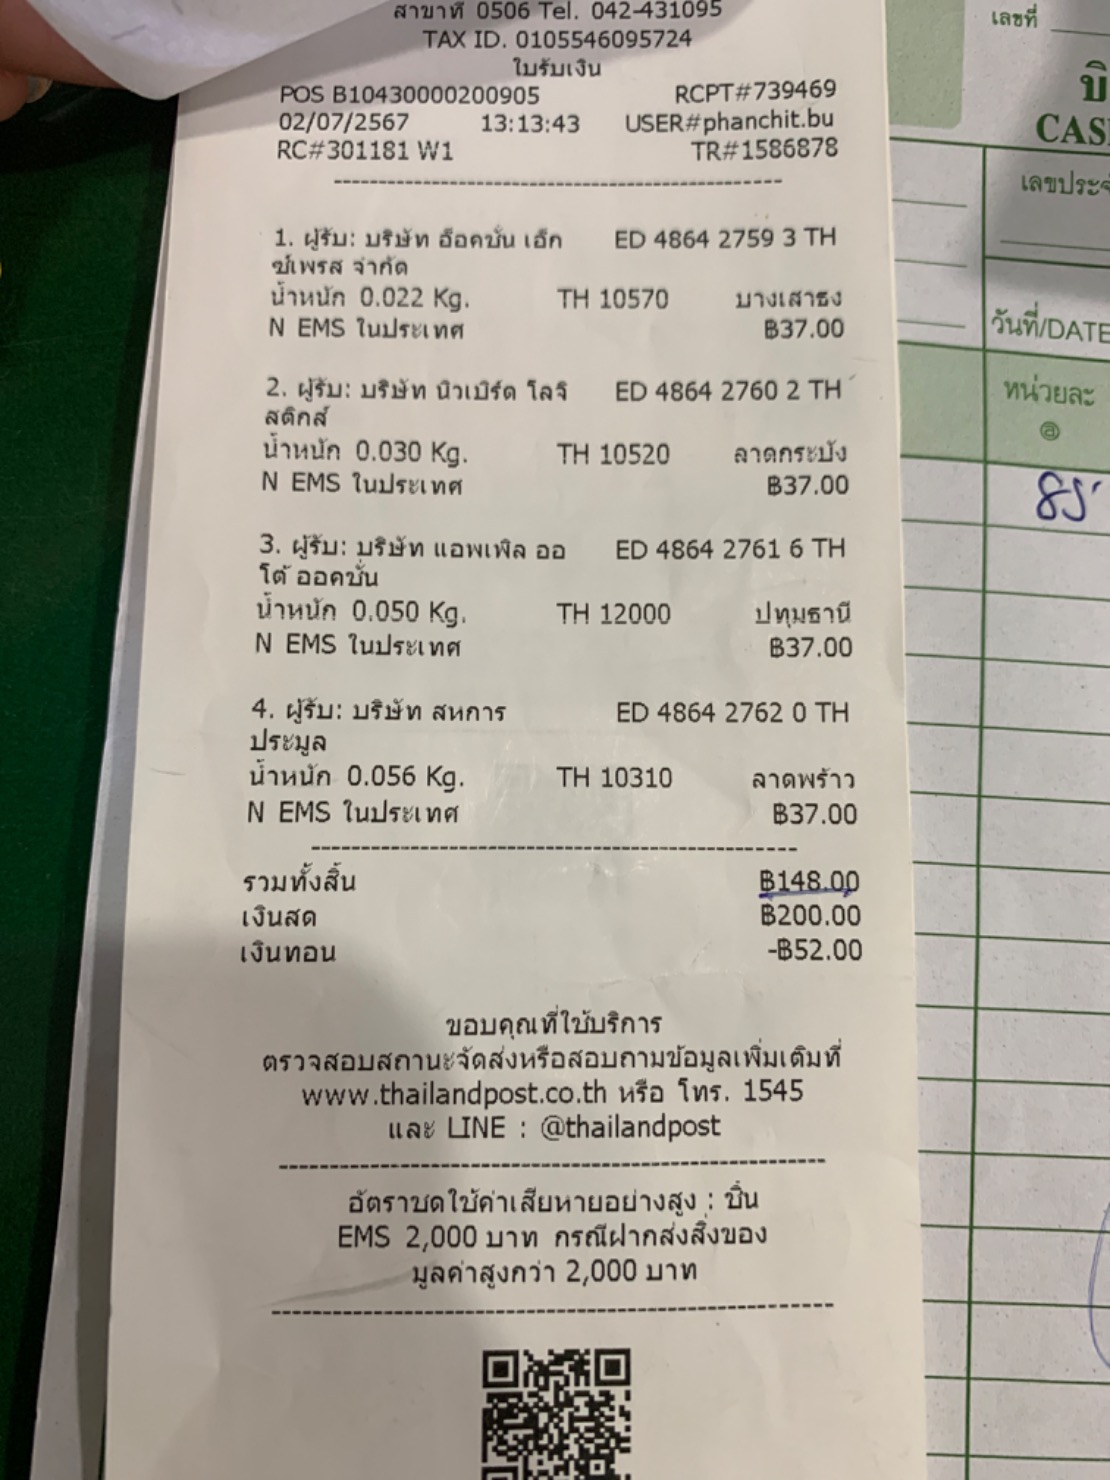 สาขาที่ 0506 Tel. 042-431095
TAX ID. 0105546095724
ใบรับเงิน
POS B10430000200905 RCPT#739469
02/07/2567 13:13:43 USER#phanchit.bu
RC#301181 W1 TR#1586878
1. ผู้รับ: บริษัท อ็อคชั่น เอ็ก ED 4864 2759 3 TH
ซ์เพรส จำกัด
น้ำหนัก 0.022 Kg. TH 10570 บางเสาธง
N EMS ในประเทศ ฿37.00
2. ผู้รับ: บริษัท นิวเบิร์ด โลจิ ED 4864 2760 2 TH
สติกส์
น้ำหนัก 0.030 Kg. TH 10520 ลาดกระบัง
N EMS ในประเทศ ฿37.00
3. ผู้รับ: บริษัท แอพเพิล ออ ED 4864 2761 6 TH
โต้ ออคชั่น
น้ำหนัก 0.050 Kg. TH 12000 ปทุมธานี
N EMS ในประเทศ ฿37.00
4. ผู้รับ: บริษัท สหการ ED 4864 2762 0 TH
ประมูล
น้ำหนัก 0.056 Kg. TH 10310 ลาดพร้าว
N EMS ในประเทศ ฿37.00
รวมทั้งสิ้น ฿148.00
เงินสด ฿200.00
เงินทอน -฿52.00
ขอบคุณที่ใช้บริการ
ตรวจสอบสถานะจัดส่งหรือสอบถามข้อมูลเพิ่มเติมที่
www.thailandpost.co.th หรือ โทร. 1545
และ LINE : @thailandpost
อัตราชดใช้ค่าเสียหายอย่างสูง : ชิ้น
EMS 2,000 บาท กรณีฝากส่งสิ่งของ
มูลค่าสูงกว่า 2,000 บาท
เลขที่
วันที่/DATE
หน่วยละ
@